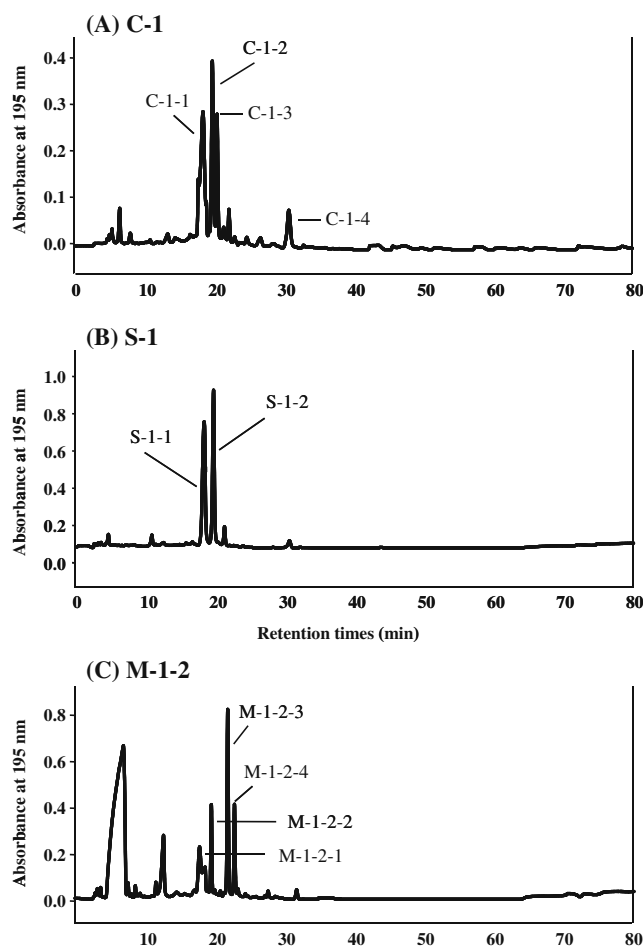 (A) C-1
Absorbance at 195 nm
0.4
0.3
0.2
0.1
0.0
C-1-1
C-1-2
C-1-3
C-1-4
0 10 20 30 40 50 60 70 80
(B) S-1
Absorbance at 195 nm
1.0
0.8
0.6
0.4
0.2
0.0
S-1-1
S-1-2
0 10 20 30 40 50 60 70 80
Retention times (min)
(C) M-1-2
Absorbance at 195 nm
0.8
0.6
0.4
0.2
0.0
M-1-2-3
M-1-2-4
M-1-2-2
M-1-2-1
10 20 30 40 50 60 70 80